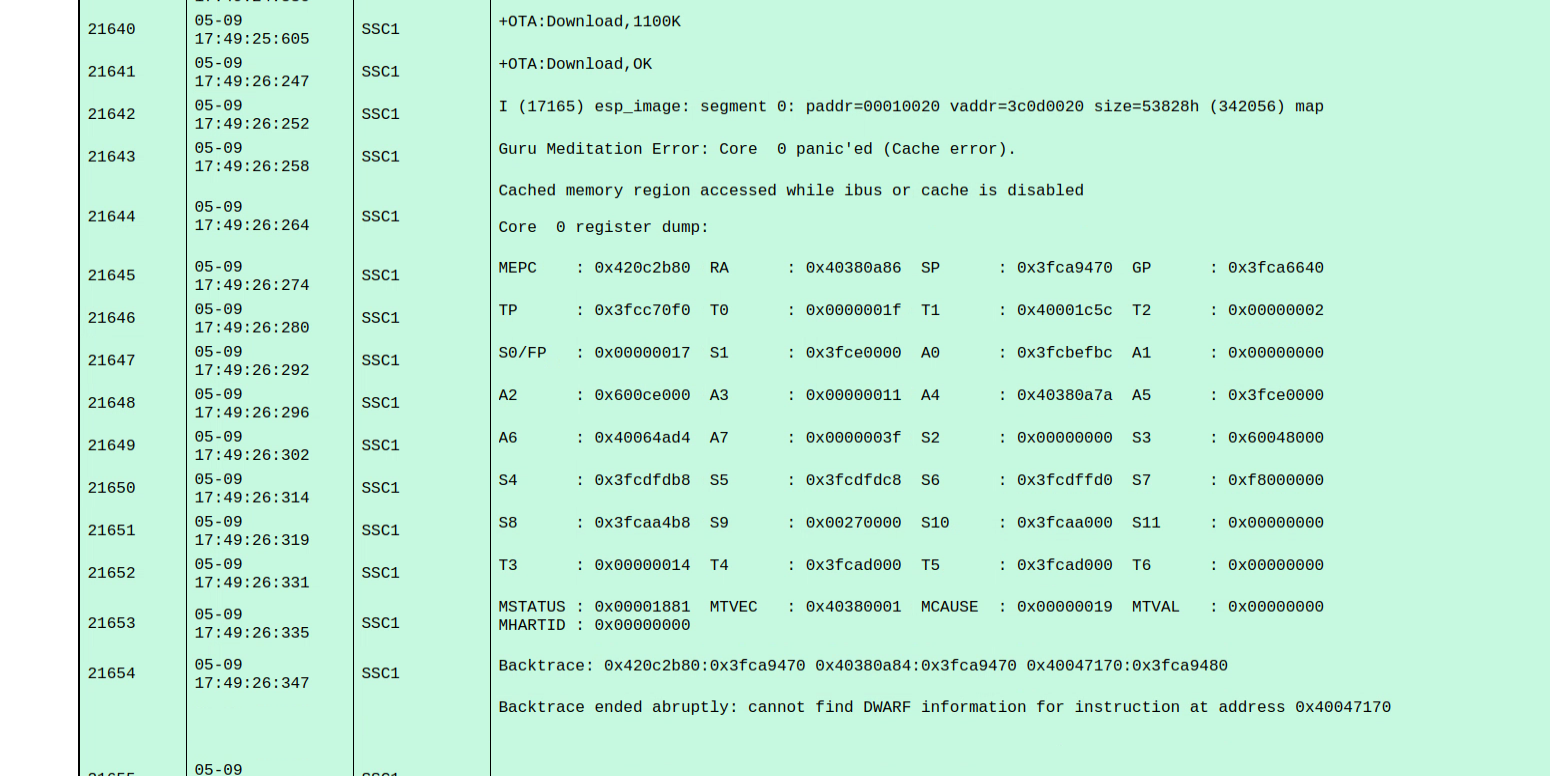 21640 05-09 SSC1 +OTA:Download,1100K
17:49:25:605
21641 05-09 SSC1 +OTA:Download,OK
17:49:26:247
21642 05-09 SSC1 I (17165) esp_image: segment 0: paddr=00010020 vaddr=3c0d0020 size=53828h (342056) map
17:49:26:252
21643 05-09 SSC1 Guru Meditation Error: Core  0 panic'ed (Cache error).
17:49:26:258
Cached memory region accessed while ibus or cache is disabled
21644 05-09 SSC1
17:49:26:264
Core  0 register dump:
21645 05-09 SSC1 MEPC    : 0x420c2b80  RA      : 0x40380a86  SP      : 0x3fca9470  GP      : 0x3fca6640
17:49:26:274
21646 05-09 SSC1 TP      : 0x3fcc70f0  T0      : 0x0000001f  T1      : 0x40001c5c  T2      : 0x00000002
17:49:26:280
21647 05-09 SSC1 S0/FP   : 0x00000017  S1      : 0x3fce0000  A0      : 0x3fcbefbc  A1      : 0x00000000
17:49:26:292
21648 05-09 SSC1 A2      : 0x600ce000  A3      : 0x00000011  A4      : 0x40380a7a  A5      : 0x3fce0000
17:49:26:296
21649 05-09 SSC1 A6      : 0x40064ad4  A7      : 0x0000003f  S2      : 0x00000000  S3      : 0x60048000
17:49:26:302
21650 05-09 SSC1 S4      : 0x3fcdfdb8  S5      : 0x3fcdfdc8  S6      : 0x3fcdffd0  S7      : 0xf8000000
17:49:26:314
21651 05-09 SSC1 S8      : 0x3fcaa4b8  S9      : 0x00270000  S10     : 0x3fcaa000  S11     : 0x00000000
17:49:26:319
21652 05-09 SSC1 T3      : 0x00000014  T4      : 0x3fcad000  T5      : 0x3fcad000  T6      : 0x00000000
17:49:26:331
21653 05-09 SSC1 MSTATUS : 0x00001881  MTVEC   : 0x40380001  MCAUSE  : 0x00000019  MTVAL   : 0x00000000
17:49:26:335 MHARTID : 0x00000000
21654 05-09 SSC1 Backtrace: 0x420c2b80:0x3fca9470 0x40380a84:0x3fca9470 0x40047170:0x3fca9480
17:49:26:347
Backtrace ended abruptly: cannot find DWARF information for instruction at address 0x40047170
05-09